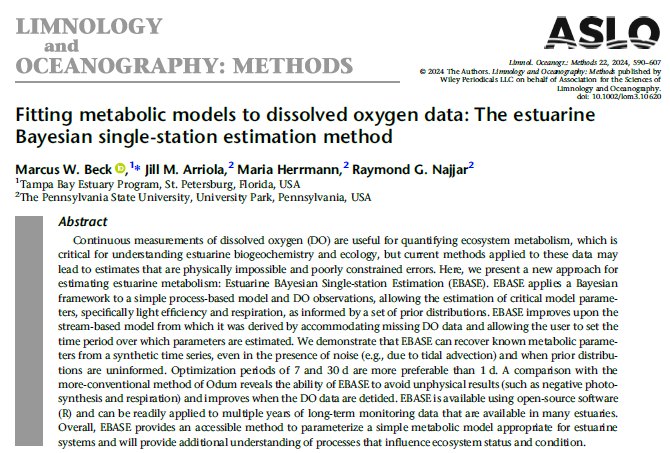 LIMNOLOGY
and
OCEANOGRAPHY: METHODS
ASLO
Limnol. Oceanogr.: Methods 22, 2024, 590–607
© 2024 The Authors. Limnology and Oceanography: Methods published by
Wiley Periodicals LLC on behalf of Association for the Sciences of
Limnology and Oceanography.
doi: 10.1002/lom3.10620
Fitting metabolic models to dissolved oxygen data: The estuarine
Bayesian single-station estimation method
Marcus W. Beck iD,1* Jill M. Arriola,2 Maria Herrmann,2 Raymond G. Najjar2
1Tampa Bay Estuary Program, St. Petersburg, Florida, USA
2The Pennsylvania State University, University Park, Pennsylvania, USA
Abstract
Continuous measurements of dissolved oxygen (DO) are useful for quantifying ecosystem metabolism, which is
critical for understanding estuarine biogeochemistry and ecology, but current methods applied to these data may
lead to estimates that are physically impossible and poorly constrained errors. Here, we present a new approach for
estimating estuarine metabolism: Estuarine BAyesian Single-station Estimation (EBASE). EBASE applies a Bayesian
framework to a simple process-based model and DO observations, allowing the estimation of critical model parame-
ters, specifically light efficiency and respiration, as informed by a set of prior distributions. EBASE improves upon the
stream-based model from which it was derived by accommodating missing DO data and allowing the user to set the
time period over which parameters are estimated. We demonstrate that EBASE can recover known metabolic parame-
ters from a synthetic time series, even in the presence of noise (e.g., due to tidal advection) and when prior distribu-
tions are uninformed. Optimization periods of 7 and 30 d are more preferable than 1 d. A comparison with the
more-conventional method of Odum reveals the ability of EBASE to avoid unphysical results (such as negative photo-
synthesis and respiration) and improves when the DO data are detided. EBASE is available using open-source software
(R) and can be readily applied to multiple years of long-term monitoring data that are available in many estuaries.
Overall, EBASE provides an accessible method to parameterize a simple metabolic model appropriate for estuarine
systems and will provide additional understanding of processes that influence ecosystem status and condition.